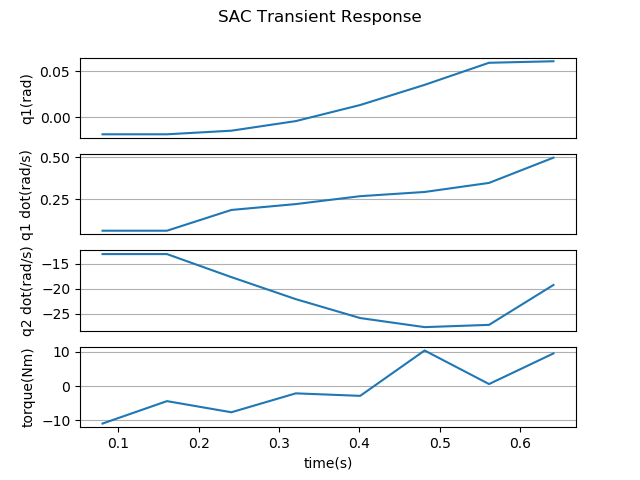 SAC Transient Response
q1(rad)
0.05
0.00
q1 dot(rad/s)
0.50
0.25
q2 dot(rad/s)
−15
−20
−25
torque(Nm)
10
0
−10
0.1 0.2 0.3 0.4 0.5 0.6
time(s)